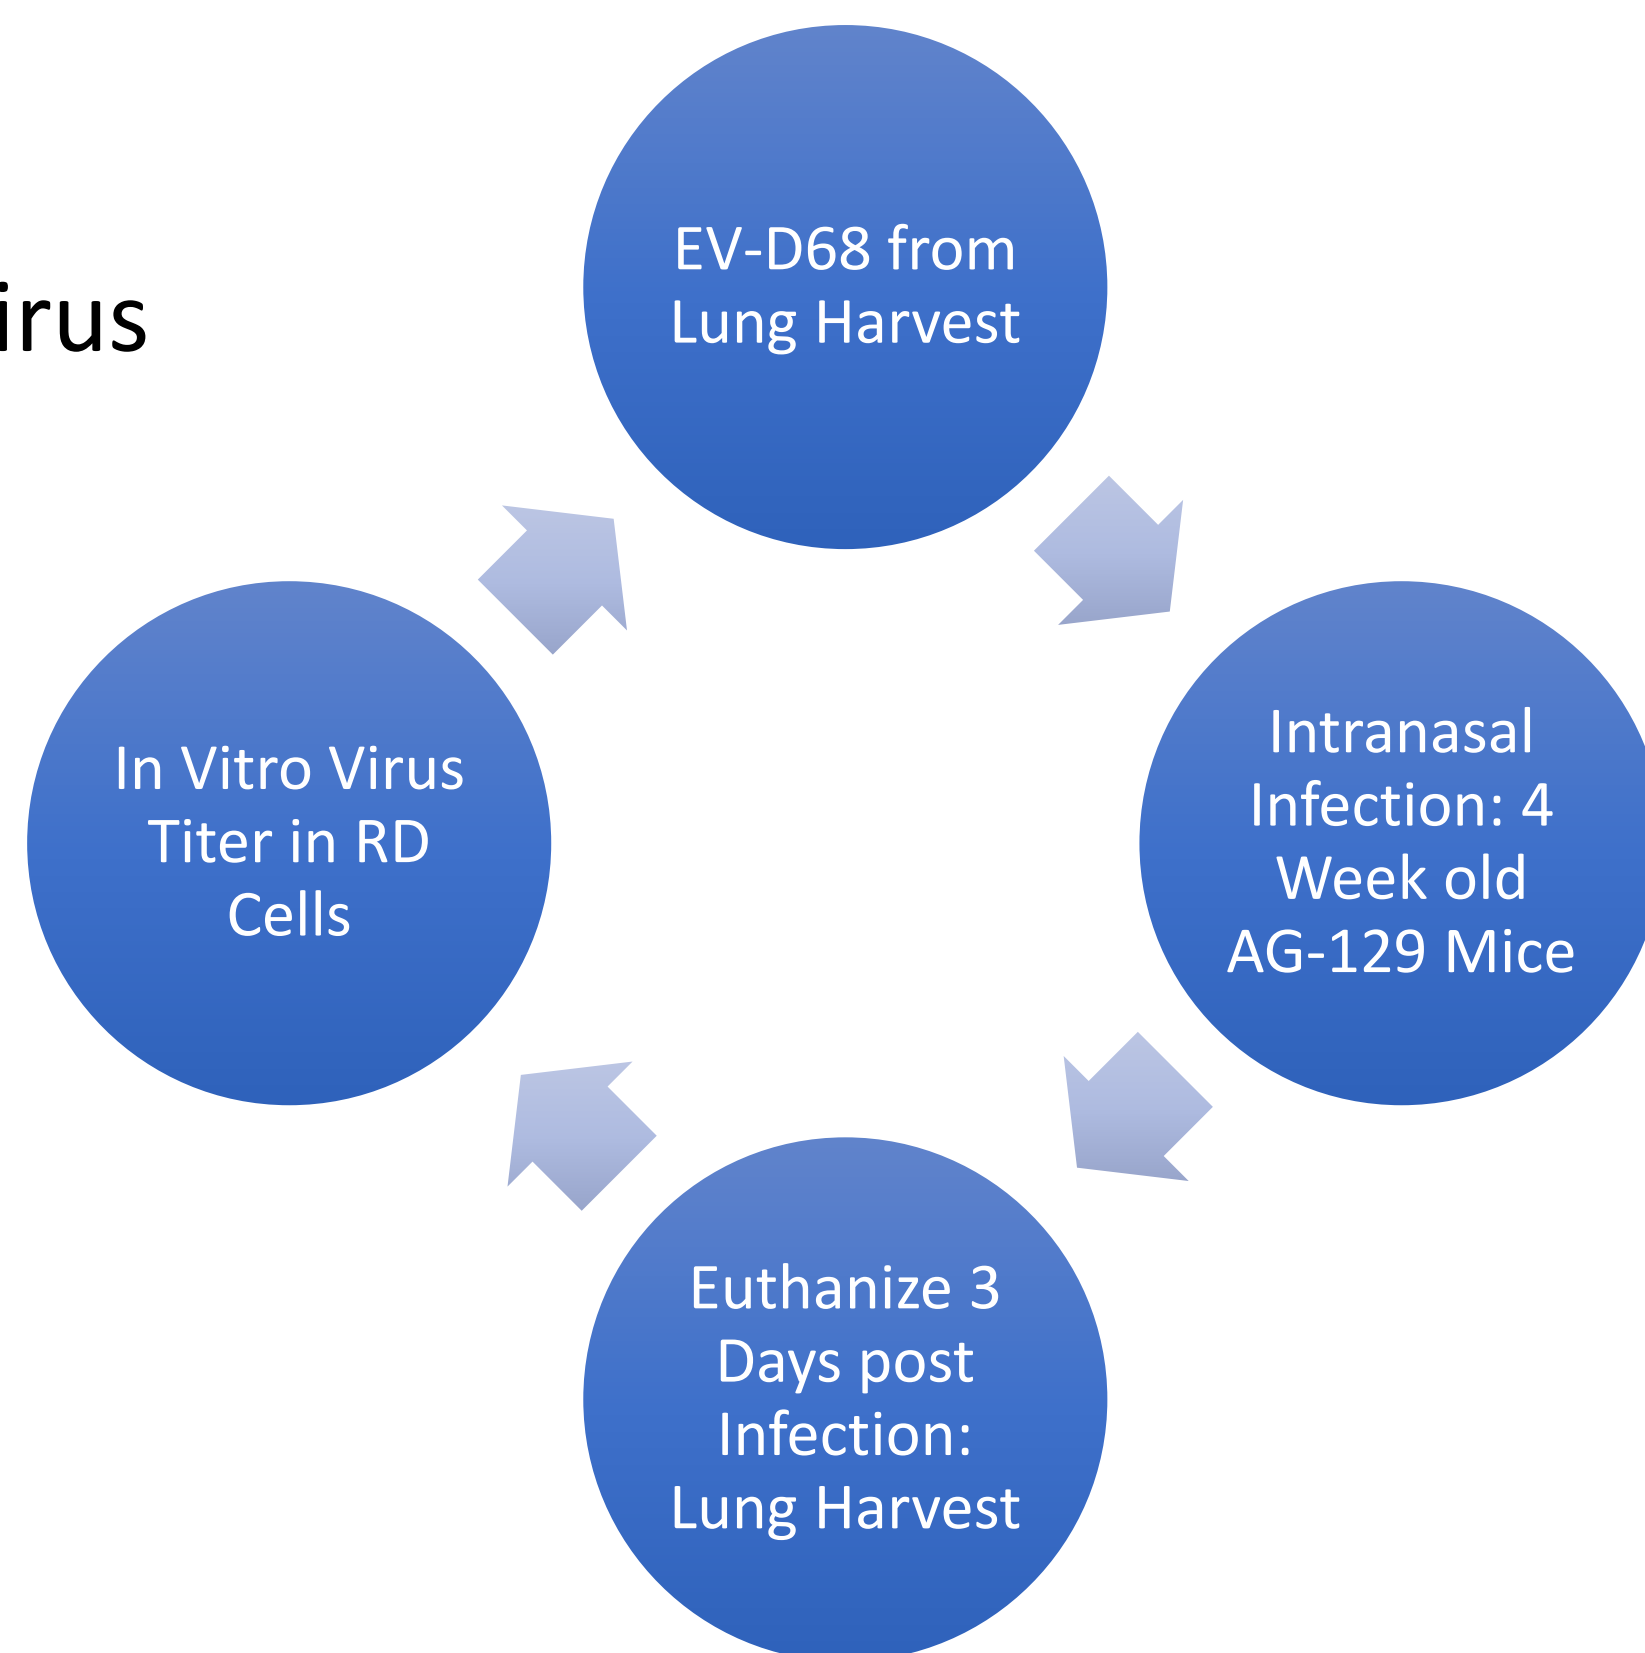 irus
EV-D68 from
Lung Harvest
Intranasal
Infection: 4
Week old
AG-129 Mice
Euthanize 3
Days post
Infection:
Lung Harvest
In Vitro Virus
Titer in RD
Cells